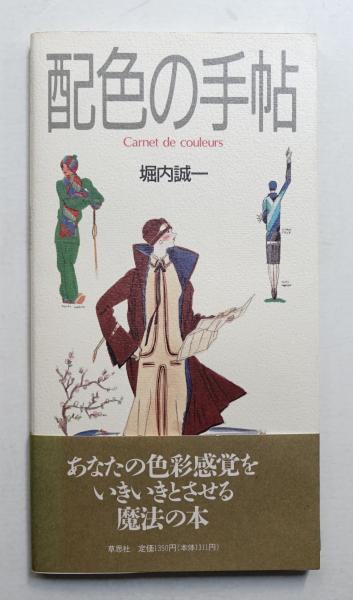 配色の手帖
Carnet de couleurs
堀内誠一
あなたの色彩感覚を
いきいきとさせる
魔法の本
草思社 定価1350円(本体1311円)